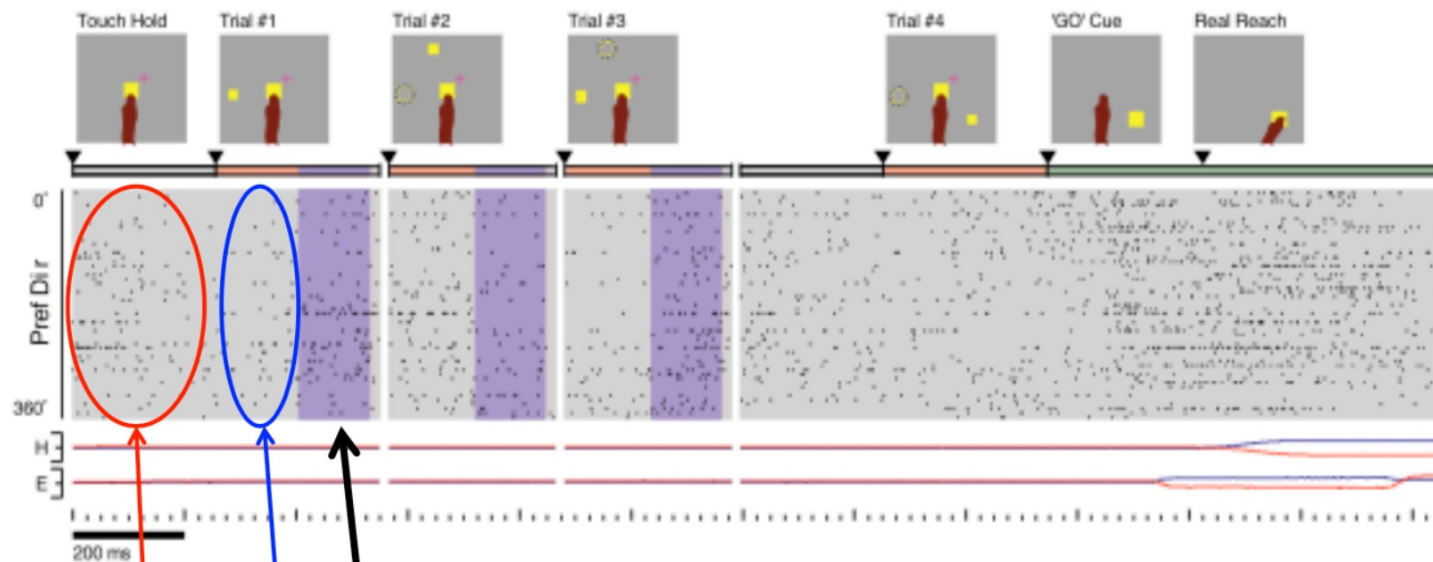 Touch Hold
Trial #1
Trial #2
Trial #3
Trial #4
'GO' Cue
Real Reach
0°
Pref Dir
360°
H
E
200 ms